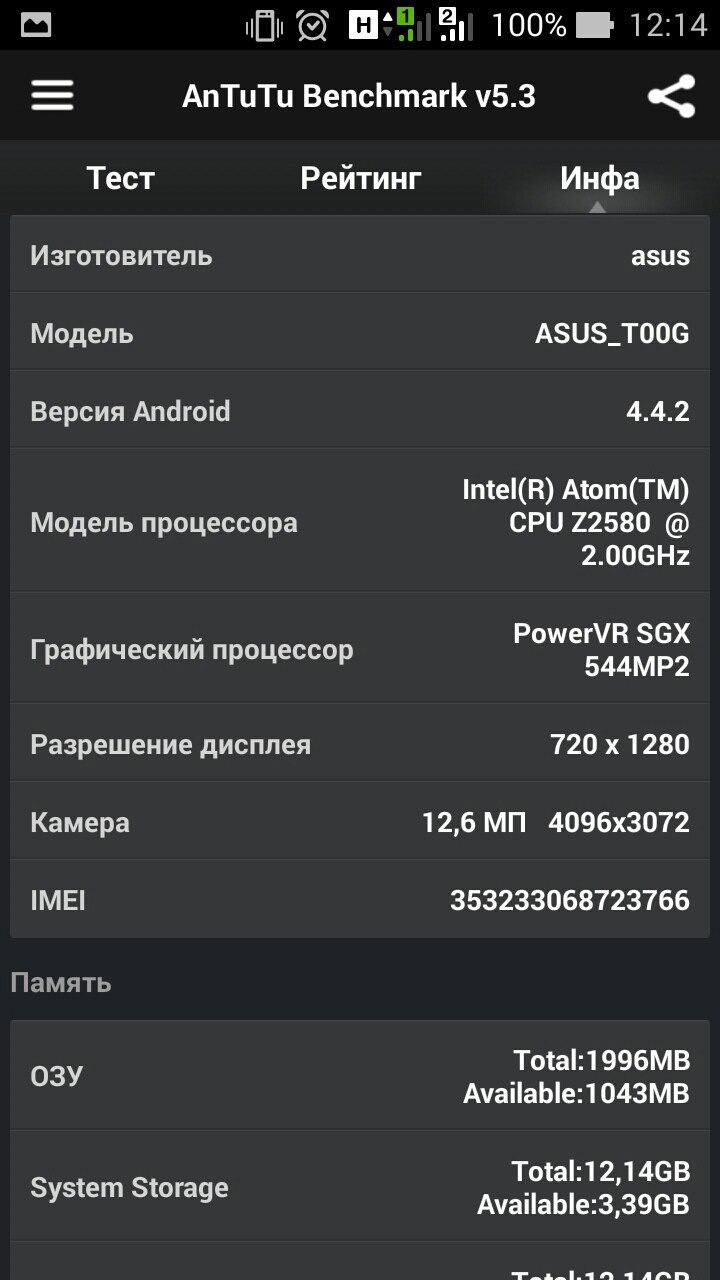 H 1 2 100% 12:14
AnTuTu Benchmark v5.3
Тест Рейтинг Инфа
Изготовитель asus
Модель ASUS_T00G
Версия Android 4.4.2
Модель процессора Intel(R) Atom(TM)
CPU Z2580 @
2.00GHz
Графический процессор PowerVR SGX
544MP2
Разрешение дисплея 720 x 1280
Камера 12,6 МП 4096x3072
IMEI 353233068723766
Память
ОЗУ Total:1996MB
Available:1043MB
System Storage Total:12,14GB
Available:3,39GB
Total:12,14GB